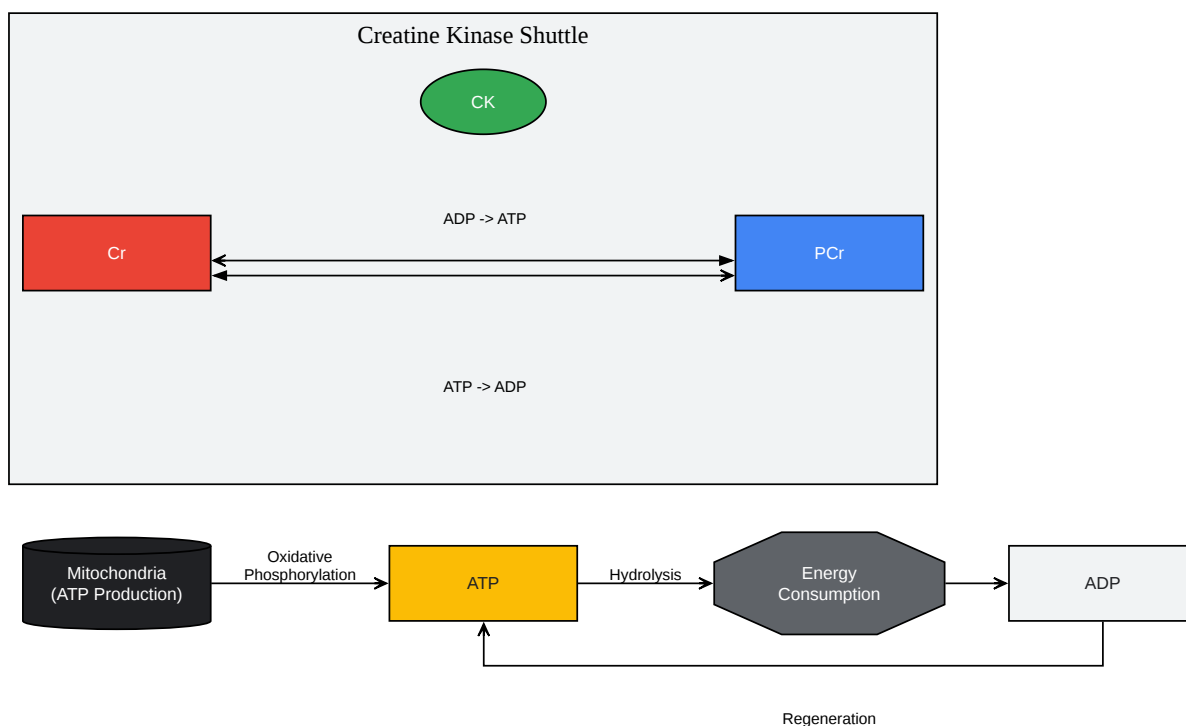 Creatine Kinase Shuttle
CK
ADP -> ATP
Cr
PCr
ATP -> ADP
Mitochondria
(ATP Production)
Oxidative
Phosphorylation
ATP
Hydrolysis
Energy
Consumption
ADP
Regeneration